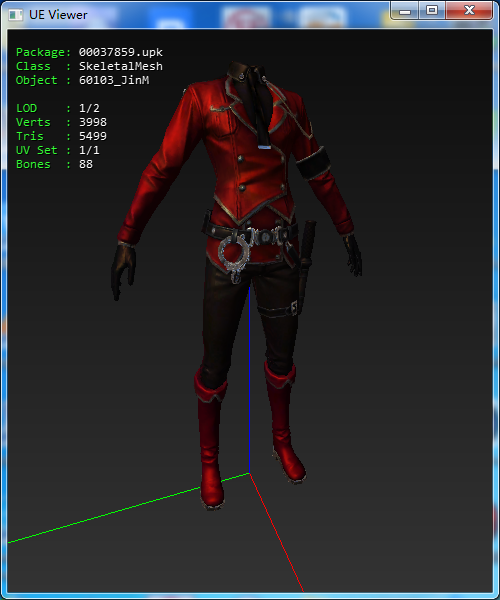 UE Viewer
Package: 00037859.upk
Class : SkeletalMesh
Object : 60103_JinM
LOD : 1/2
Verts : 3998
Tris : 5499
UV Set : 1/1
Bones : 88